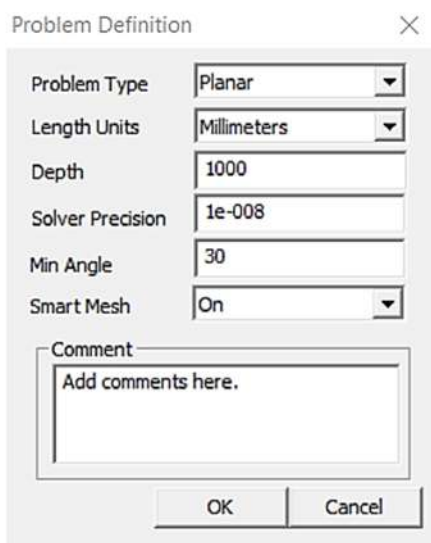 Problem Definition
Problem Type Planar
Length Units Millimeters
Depth 1000
Solver Precision 1e-008
Min Angle 30
Smart Mesh On
Comment
Add comments here.
OK Cancel